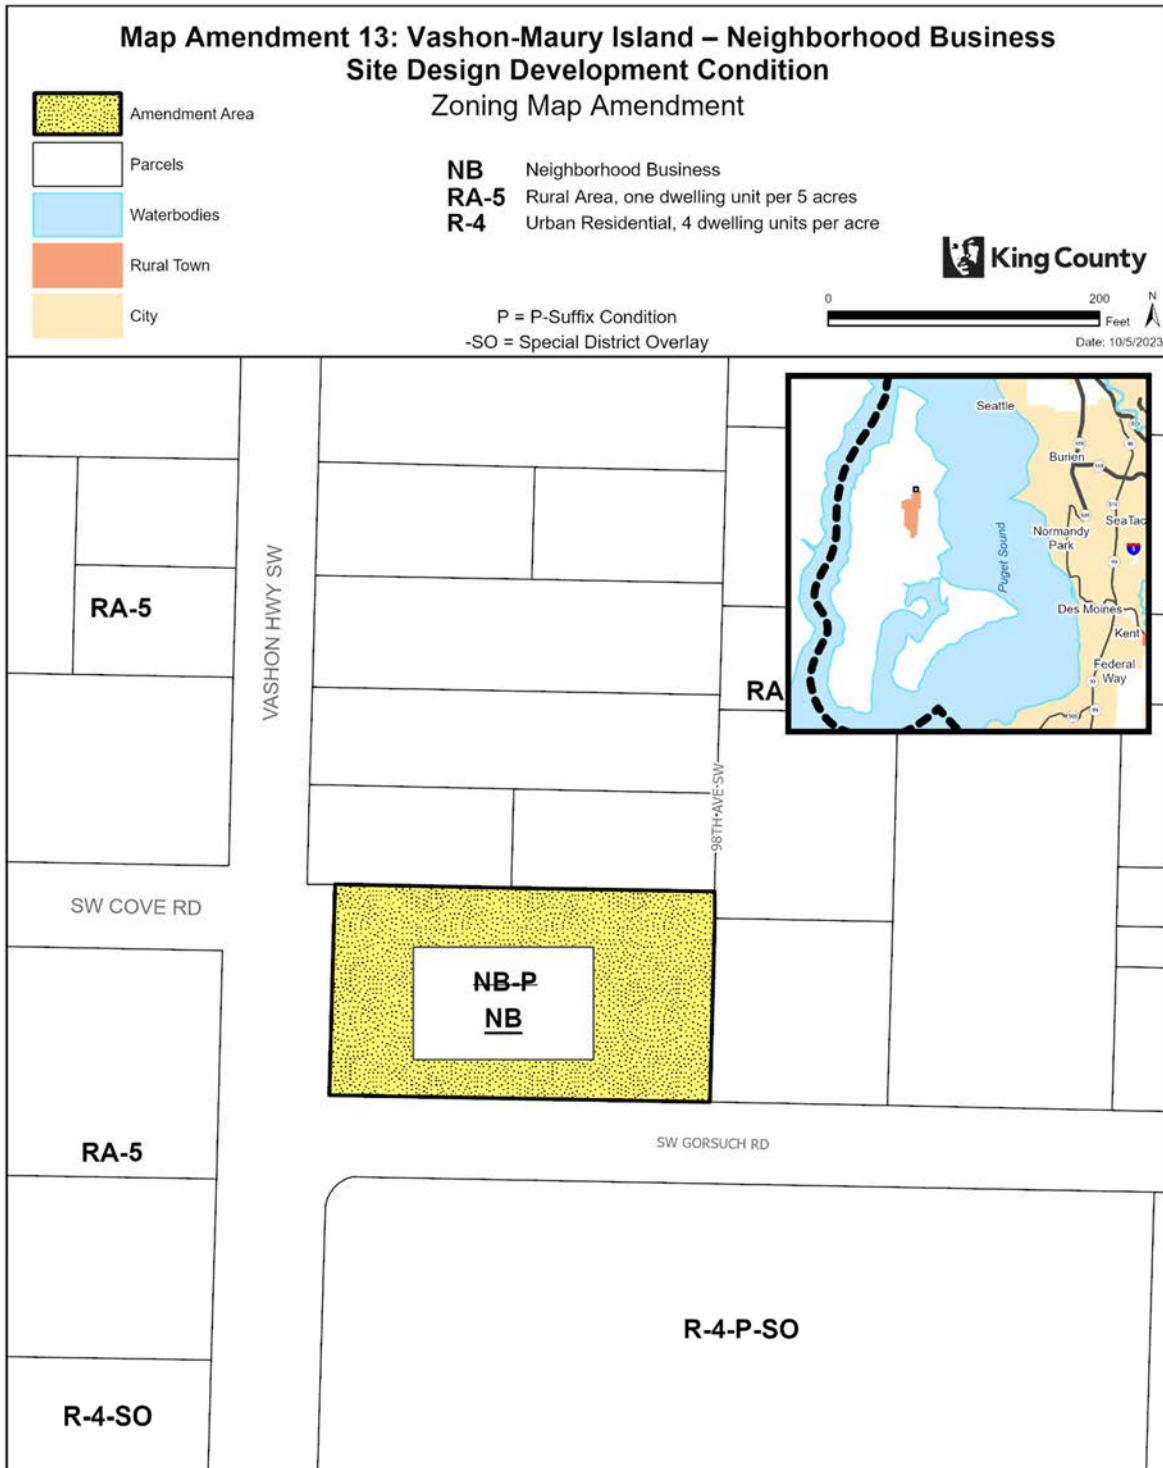 Map Amendment 13: Vashon-Maury Island – Neighborhood Business
Site Design Development Condition
Zoning Map Amendment
Amendment Area
Parcels
Waterbodies
Rural Town
City
NB Neighborhood Business
RA-5 Rural Area, one dwelling unit per 5 acres
R-4 Urban Residential, 4 dwelling units per acre
P = P-Suffix Condition
-SO = Special District Overlay
King County
0 200
Feet
N
Date: 10/5/2023
Seattle
Burien
Normandy
Park
SeaTac
Puget Sound
Des Moines
Kent
Federal
Way
RA-5
VASHON HWY SW
RA
98TH AVE SW
SW COVE RD
NB-P
NB
RA-5
SW GORSUCH RD
R-4-P-SO
R-4-SO